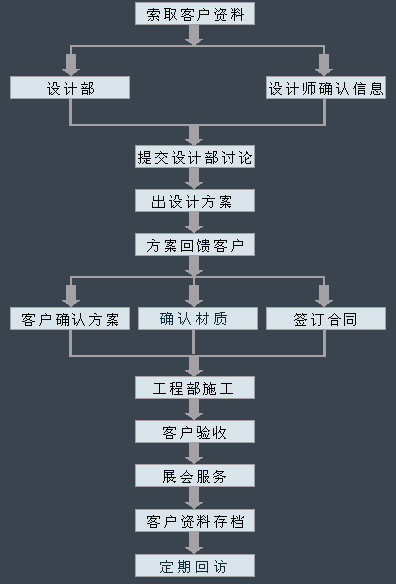 索取客户资料
设计部
设计师确认信息
提交设计部讨论
出设计方案
方案回馈客户
客户确认方案
确认材质
签订合同
工程部施工
客户验收
展会服务
客户资料存档
定期回访